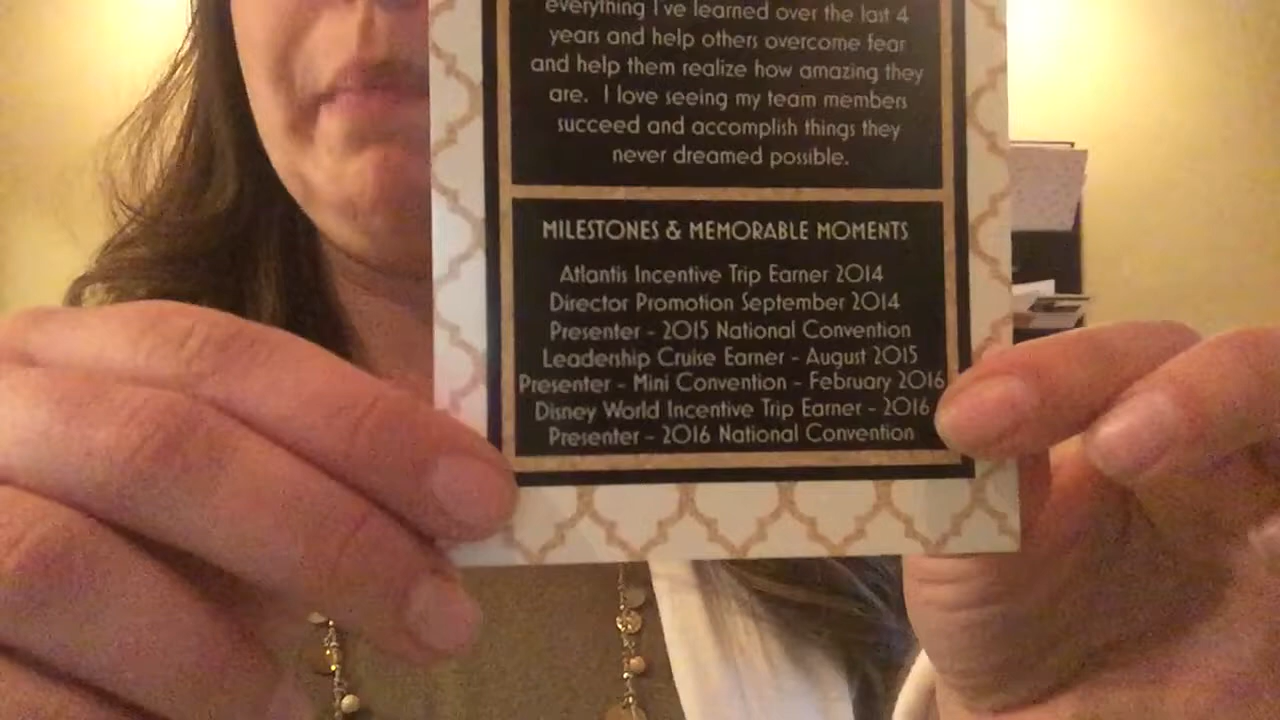 everything I've learned over the last 4
years and help others overcome fear
and help them realize how amazing they
are. I love seeing my team members
succeed and accomplish things they
never dreamed possible.
MILESTONES & MEMORABLE MOMENTS
Atlantis Incentive Trip Earner 2014
Director Promotion September 2014
Presenter - 2015 National Convention
Leadership Cruise Earner - August 2015
Presenter - Mini Convention - February 2016
Disney World Incentive Trip Earner - 2016
Presenter - 2016 National Convention